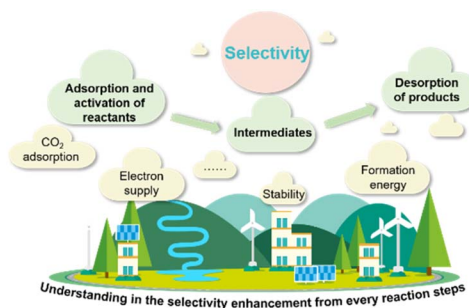 Selectivity
Adsorption and
activation of
reactants
Intermediates
Desorption
of products
CO₂
adsorption
Electron
supply
......
Stability
Formation
energy
Understanding in the selectivity enhancement from every reaction steps